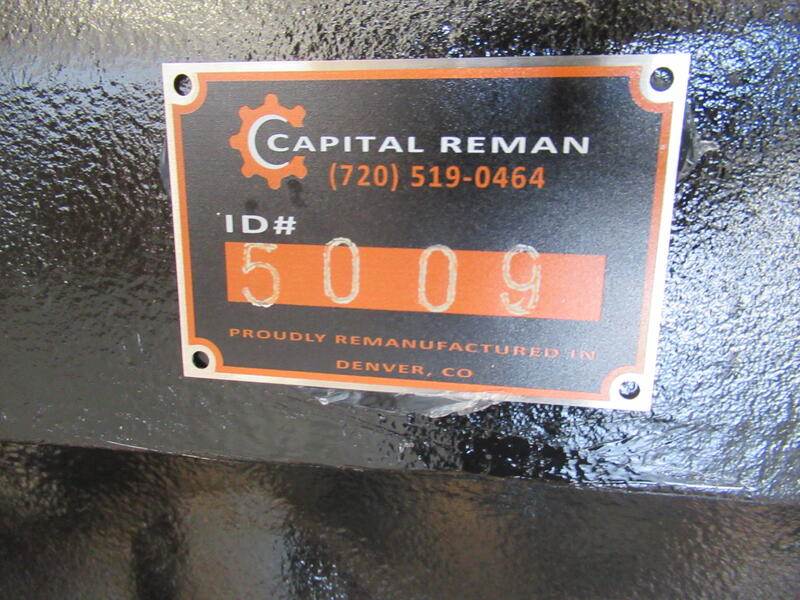 CAPITAL REMAN
(720) 519-0464
ID#
5009
PROUDLY REMANUFACTURED IN
DENVER, CO